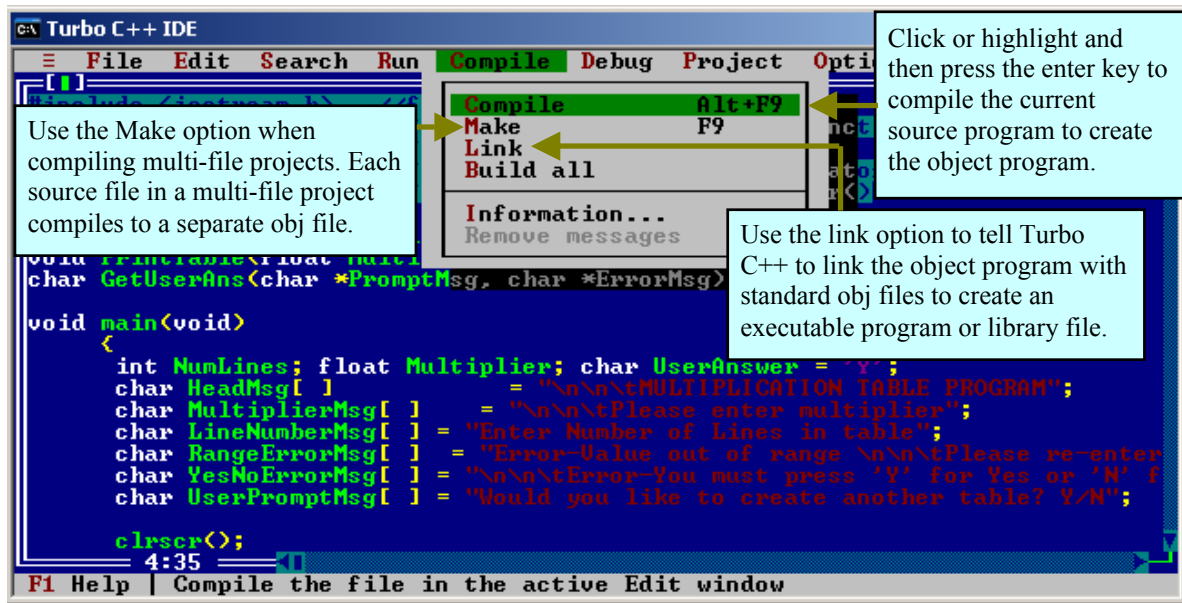 Turbo C++ IDE
≡ File Edit Search Run Compile Debug Project
Click or highlight and
then press the enter key to
compile the current
source program to create
the object program.
Compile Alt+F9
Make F9
Link
Build all
Information...
Remove messages
Use the Make option when
compiling multi-file projects. Each
source file in a multi-file project
compiles to a separate obj file.
Use the link option to tell Turbo
C++ to link the object program with
standard obj files to create an
executable program or library file.
char GetUserAns(char *PromptMsg, char *ErrorMsg)
void main(void)
{
int NumLines; float Multiplier; char UserAnswer = 'Y';
char HeadMsg[ ] = "\n\n\tMULTIPLICATION TABLE PROGRAM";
char MultiplierMsg[ ] = "\n\n\tPlease enter multiplier";
char LineNumberMsg[ ] = "Enter Number of Lines in table";
char RangeErrorMsg[ ] = "Error-Value out of range \n\n\tPlease re-enter
char YesNoErrorMsg[ ] = "\n\n\tError-You must press 'Y' for Yes or 'N' f
char UserPromptMsg[ ] = "Would you like to create another table? Y/N";
clrscr();
4:35
F1 Help | Compile the file in the active Edit window